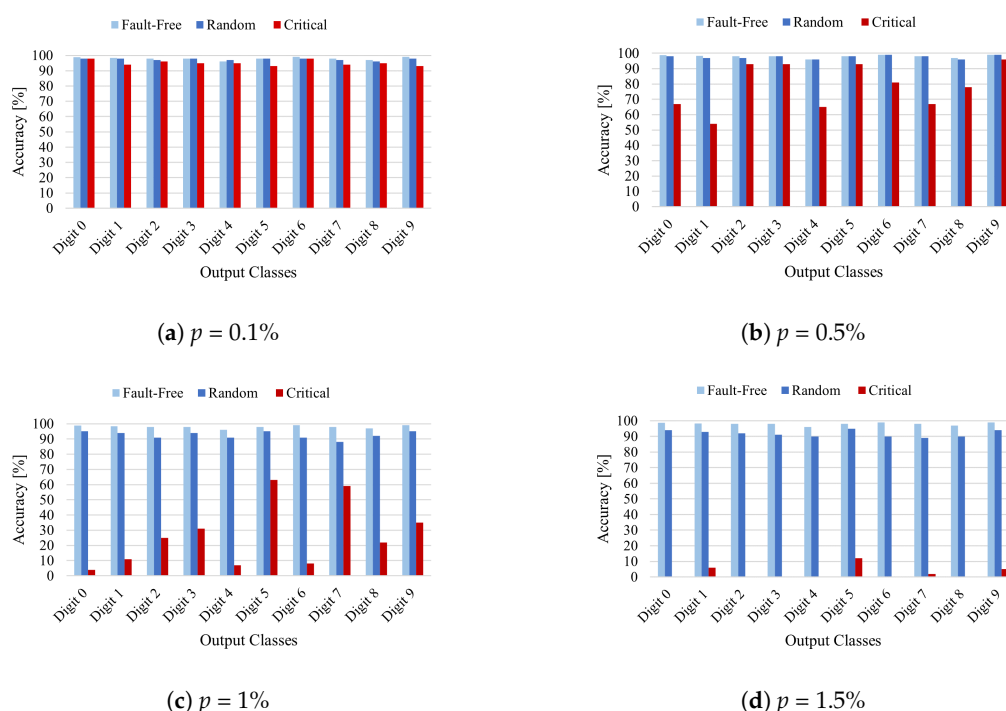 Fault-Free Random Critical
Accuracy [%]
100
90
80
70
60
50
40
30
20
10
0
Digit 0 Digit 1 Digit 2 Digit 3 Digit 4 Digit 5 Digit 6 Digit 7 Digit 8 Digit 9
Output Classes
(a) p = 0.1%
Fault-Free Random Critical
Accuracy [%]
100
90
80
70
60
50
40
30
20
10
0
Digit 0 Digit 1 Digit 2 Digit 3 Digit 4 Digit 5 Digit 6 Digit 7 Digit 8 Digit 9
Output Classes
(b) p = 0.5%
Fault-Free Random Critical
Accuracy [%]
100
90
80
70
60
50
40
30
20
10
0
Digit 0 Digit 1 Digit 2 Digit 3 Digit 4 Digit 5 Digit 6 Digit 7 Digit 8 Digit 9
Output Classes
(c) p = 1%
Fault-Free Random Critical
Accuracy [%]
100
90
80
70
60
50
40
30
20
10
0
Digit 0 Digit 1 Digit 2 Digit 3 Digit 4 Digit 5 Digit 6 Digit 7 Digit 8 Digit 9
Output Classes
(d) p = 1.5%